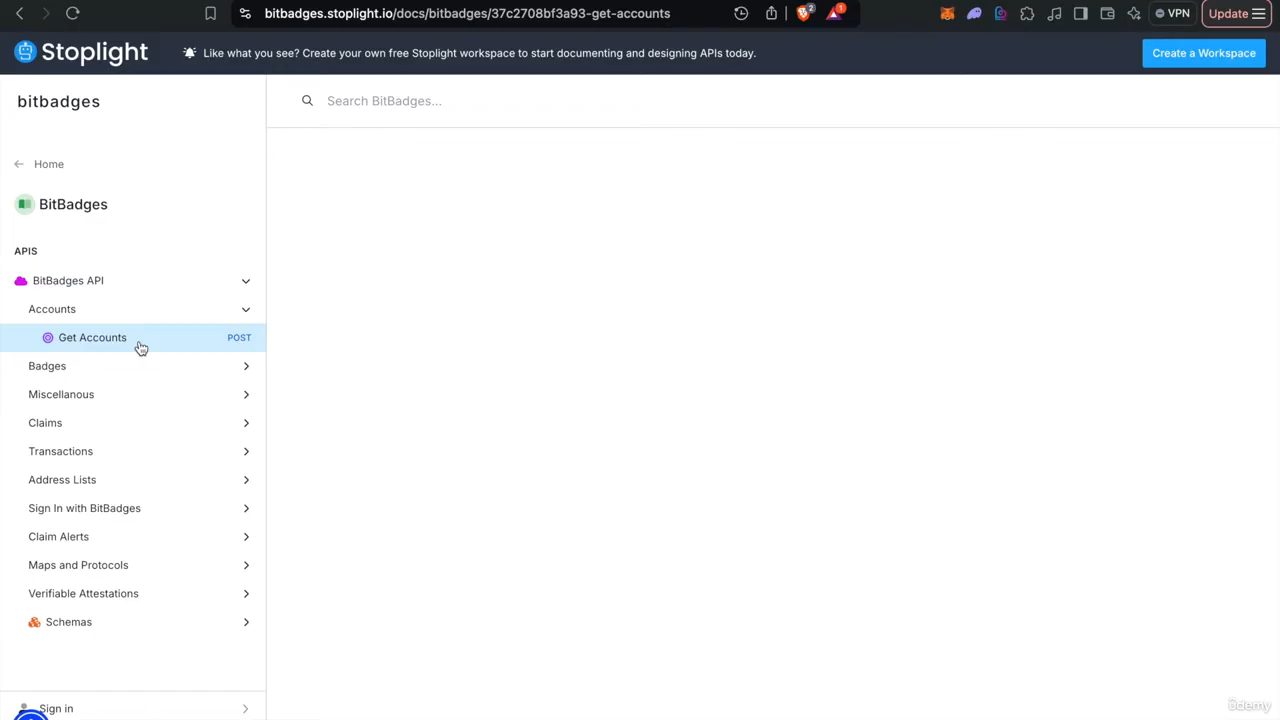 bitbadges.stoplight.io/docs/bitbadges/37c2708bf3a93-get-accounts
2
1
VPN
Update
Stoplight
Like what you see? Create your own free Stoplight workspace to start documenting and designing APIs today.
Create a Workspace
bitbadges
Search BitBadges...
Home
BitBadges
APIS
BitBadges API
Accounts
Get Accounts POST
Badges
Miscellanous
Claims
Transactions
Address Lists
Sign In with BitBadges
Claim Alerts
Maps and Protocols
Verifiable Attestations
Schemas
Sign in
ûdemy